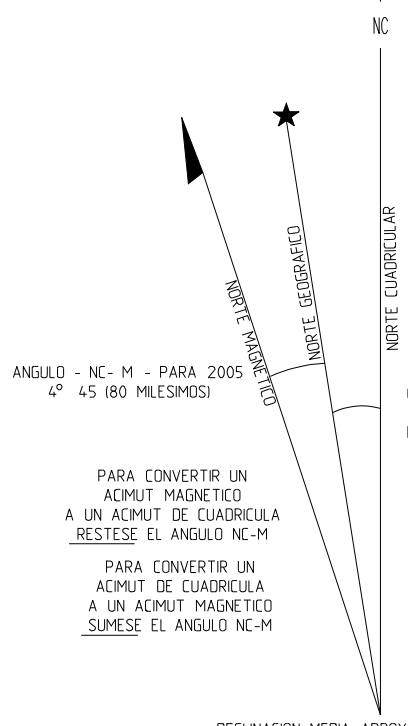 NC
NORTE CUADRICULAR
NORTE GEOGRAFICO
NORTE MAGNETICO
ANGULO - NC- M - PARA 2005
4° 45 (80 MILESIMOS)
PARA CONVERTIR UN
ACIMUT MAGNETICO
A UN ACIMUT DE CUADRICULA
RESTESE EL ANGULO NC-M
PARA CONVERTIR UN
ACIMUT DE CUADRICULA
A UN ACIMUT MAGNETICO
SUMESE EL ANGULO NC-M